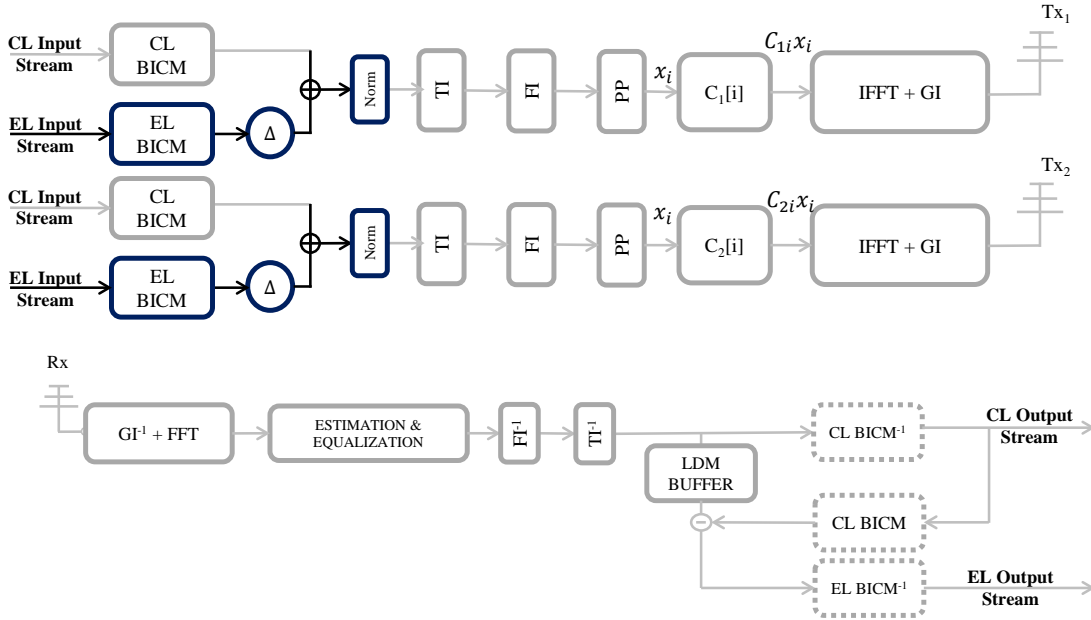 Tx₁
CL Input
Stream
CL
BICM
EL Input
Stream
EL
BICM
Δ
Norm
TI
FI
PP
xᵢ
C₁[i]
C₁ᵢxᵢ
IFFT + GI
Tx₂
CL Input
Stream
CL
BICM
EL Input
Stream
EL
BICM
Δ
Norm
TI
FI
PP
xᵢ
C₂[i]
C₂ᵢxᵢ
IFFT + GI
Rx
GI⁻¹ + FFT
ESTIMATION &
EQUALIZATION
FI⁻¹
TI⁻¹
LDM
BUFFER
CL BICM⁻¹
CL Output
Stream
CL BICM
EL BICM⁻¹
EL Output
Stream